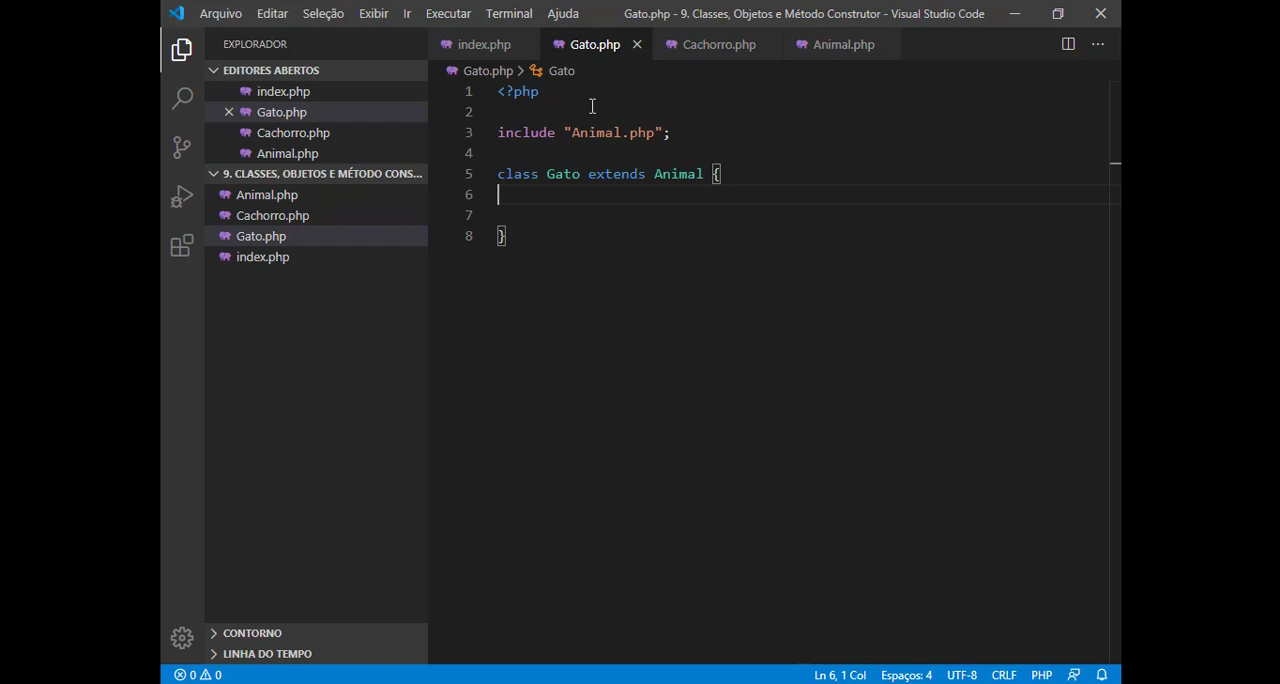 Arquivo Editar Seleção Exibir Ir Executar Terminal Ajuda Gato.php - 9. Classes, Objetos e Método Construtor - Visual Studio Code
EXPLORADOR
EDITORES ABERTOS
index.php
Gato.php
Cachorro.php
Animal.php
9. CLASSES, OBJETOS E MÉTODO CONS...
Animal.php
Cachorro.php
Gato.php
index.php
CONTORNO
LINHA DO TEMPO
index.php Gato.php Cachorro.php Animal.php
Gato.php > Gato
1 <?php
2
3 include "Animal.php";
4
5 class Gato extends Animal {
6
7
8 }
0 0 Ln 6, 1 Col Espaços: 4 UTF-8 CRLF PHP